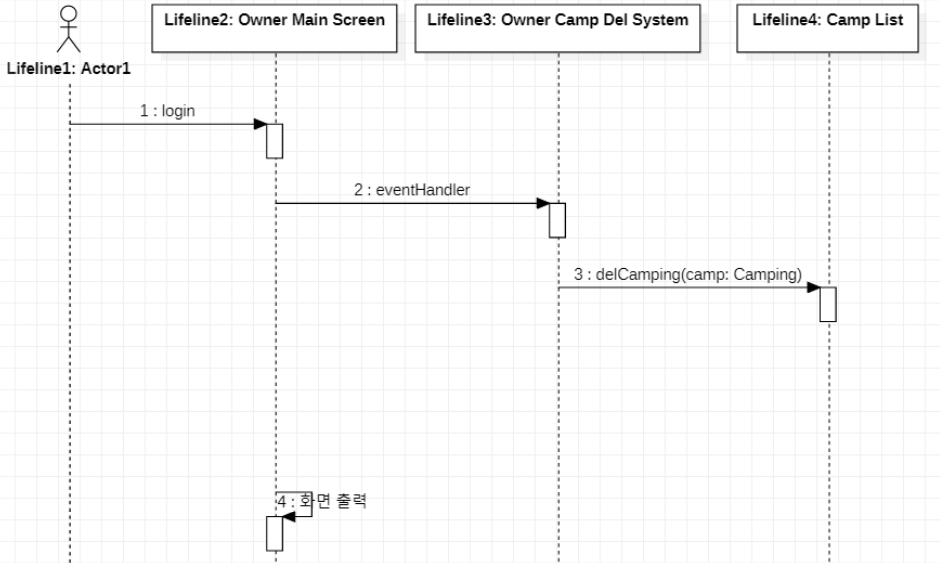 Lifeline2: Owner Main Screen
Lifeline3: Owner Camp Del System
Lifeline4: Camp List
Lifeline1: Actor1
1 : login
2 : eventHandler
3 : delCamping(camp: Camping)
4 : 화면 출력